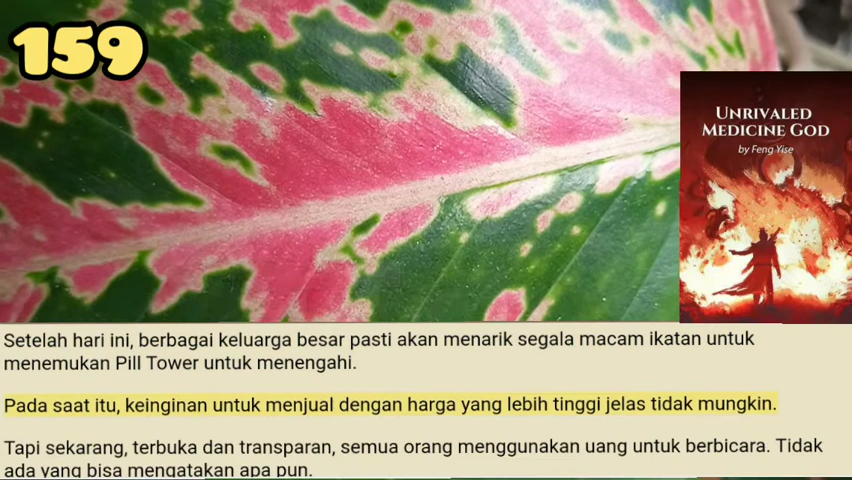 159
UNRIVALED
MEDICINE GOD
by Feng Yise
Setelah hari ini, berbagai keluarga besar pasti akan menarik segala macam ikatan untuk
menemukan Pill Tower untuk menengahi.
Pada saat itu, keinginan untuk menjual dengan harga yang lebih tinggi jelas tidak mungkin.
Tapi sekarang, terbuka dan transparan, semua orang menggunakan uang untuk berbicara. Tidak
ada yang bisa mengatakan apa pun.